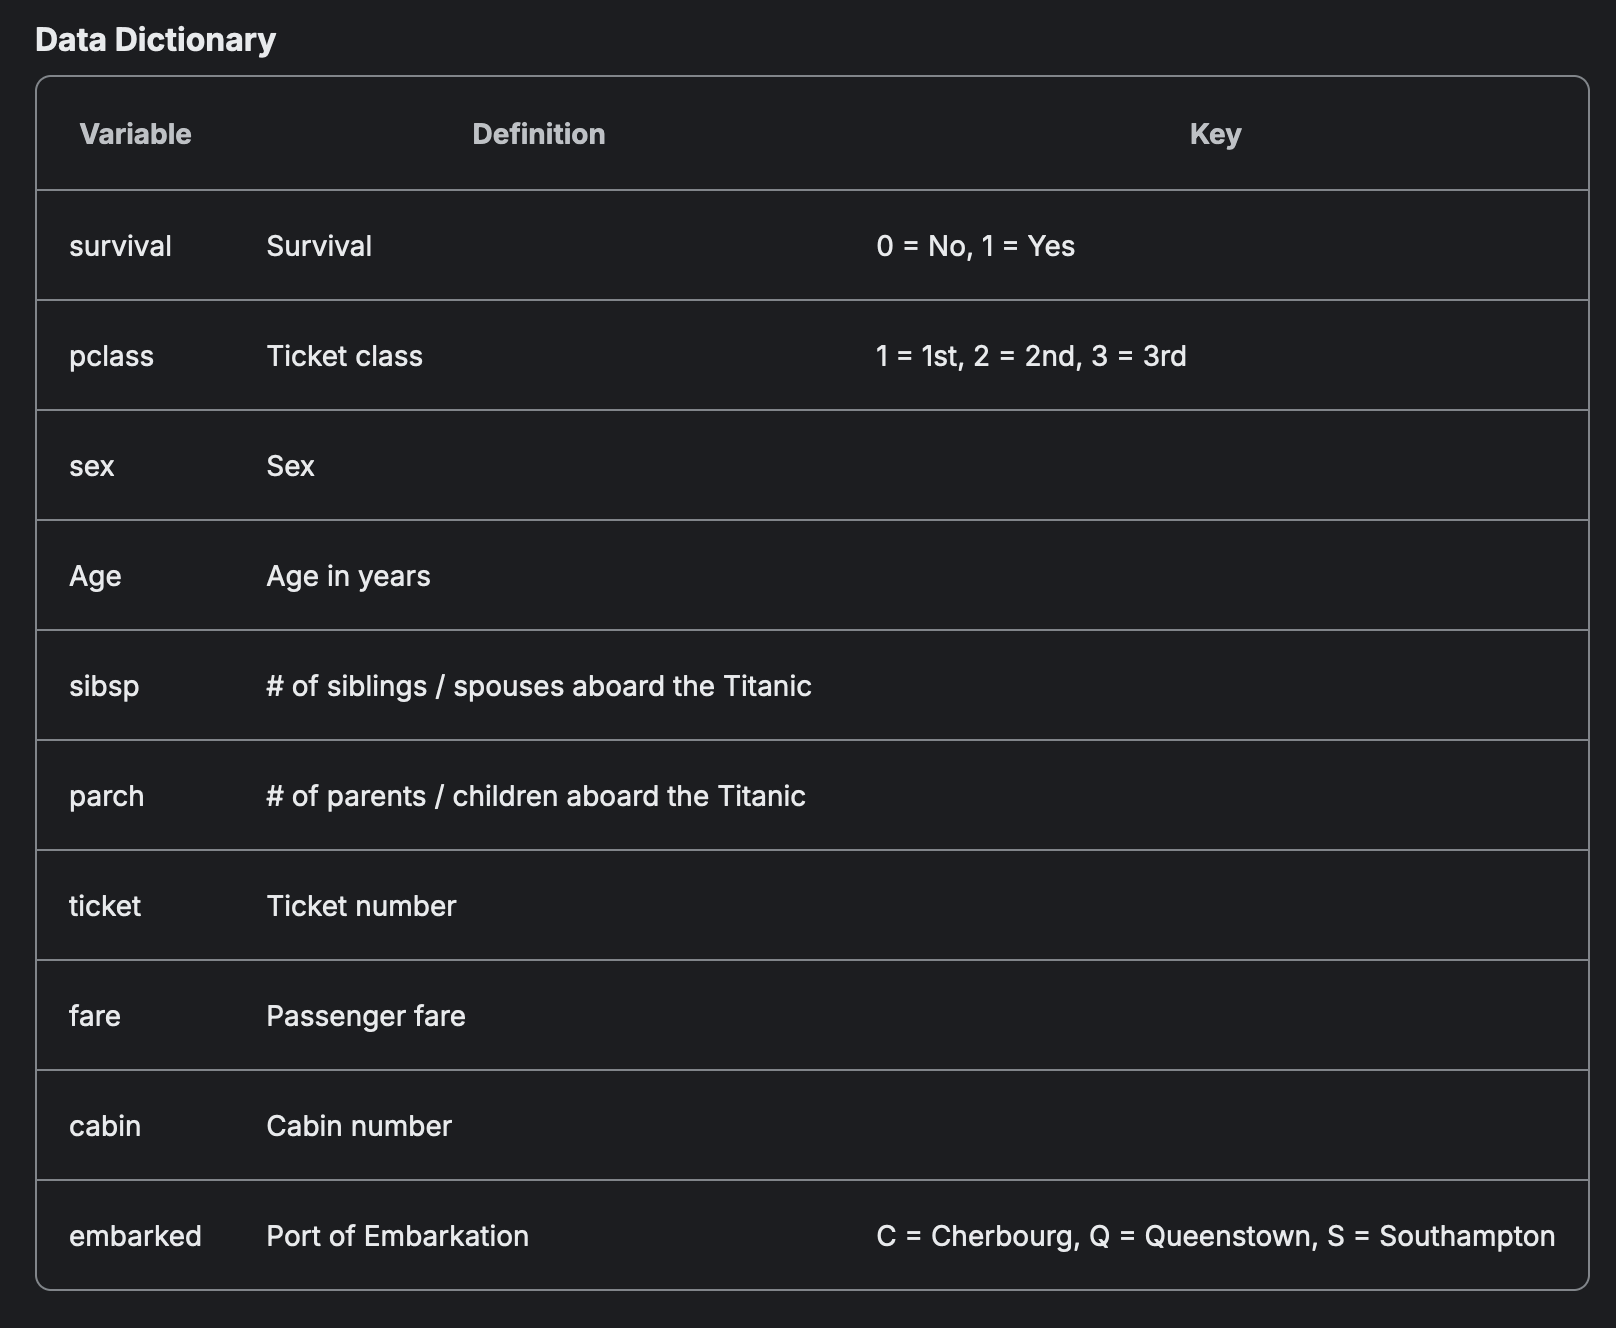 Data Dictionary
Variable Definition Key
survival Survival 0 = No, 1 = Yes
pclass Ticket class 1 = 1st, 2 = 2nd, 3 = 3rd
sex Sex
Age Age in years
sibsp # of siblings / spouses aboard the Titanic
parch # of parents / children aboard the Titanic
ticket Ticket number
fare Passenger fare
cabin Cabin number
embarked Port of Embarkation C = Cherbourg, Q = Queenstown, S = Southampton